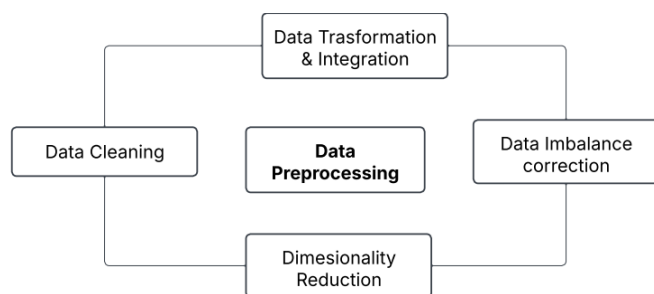 Data Trasformation
& Integration
Data Cleaning
Data
Preprocessing
Data Imbalance
correction
Dimesionality
Reduction